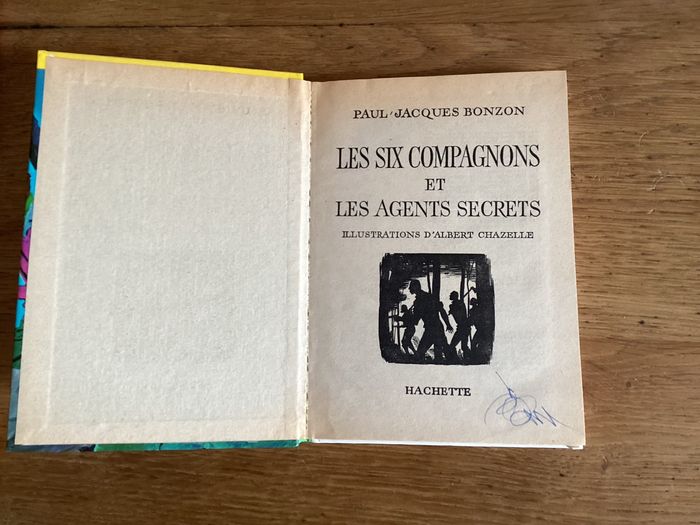 PAUL-JACQUES BONZON
LES SIX COMPAGNONS
ET
LES AGENTS SECRETS
ILLUSTRATIONS D'ALBERT CHAZELLE
HACHETTE